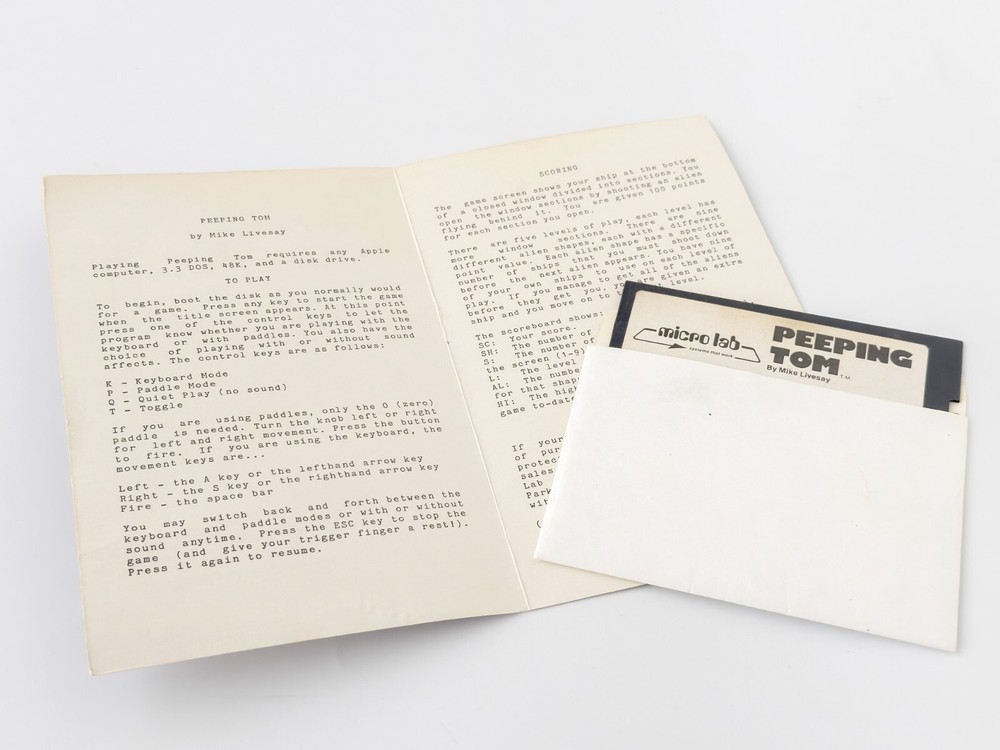 PEEPING TOM
by Mike Livesay
Playing Peeping Tom requires any Apple
computer, 3.3 DOS, 48K, and a disk drive.
TO PLAY
To begin, boot the disk as you normally would
for a game. Press any key to start the game
when the title screen appears. At this point
press one of the control keys to let the
program know whether you are playing with the
keyboard or with paddles. You also have the
choice of playing with or without sound
affects. The control keys are as follows:
K - Keyboard Mode
P - Paddle Mode
Q - Quiet Play (no sound)
T - Toggle
If you are using paddles, only the 0 (zero)
paddle is needed. Turn the knob left or right
for left and right movement. Press the button
to fire. If you are using the keyboard, the
movement keys are...
Left - the A key or the lefthand arrow key
Right - the S key or the righthand arrow key
Fire - the space bar
You may switch back and forth between the
keyboard and paddle modes or with or without
sound anytime. Press the ESC key to stop the
game (and give your trigger finger a rest!).
Press it again to resume.
SCORING
The game screen shows your ship at the bottom
of a closed window divided into sections. You
open the window sections by shooting an alien
flying behind it. You are given 100 points
for each section you open.
There are five levels of play, each level has
more window sections. There are nine
different alien shapes, each with a different
point value. Each alien shape has a specific
number of ships that you must shoot down
before the next alien appears. You have nine
of your own ships to use on each level of
play. If you manage to get all of the aliens
before they get you, you are given an extra
ship and you move on to level.
The scoreboard shows:
SC: Your score.
SH: The number of
S: The number of
the screen (1-9)
L: The level
AL: The numbe
for that shap
HI: The high
game to-date
If your
of pur
protec
sales
Lab
Park
wit
(
micro lab
systems that work
PEEPING
TOM TM
By Mike Livesay